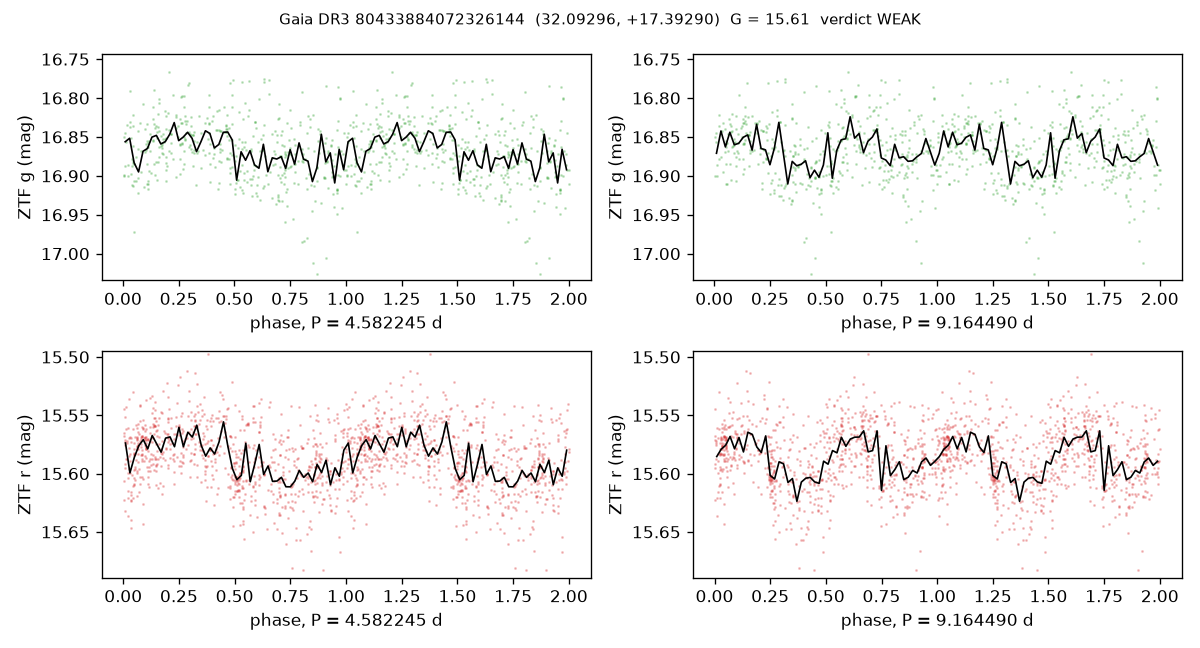 Gaia DR3 80433884072326144 (32.09296, +17.39290) G = 15.61 verdict WEAK
16.75
16.80
16.85
16.90
16.95
17.00
ZTF g (mag)
0.00 0.25 0.50 0.75 1.00 1.25 1.50 1.75 2.00
phase, P = 4.582245 d
16.75
16.80
16.85
16.90
16.95
17.00
ZTF g (mag)
0.00 0.25 0.50 0.75 1.00 1.25 1.50 1.75 2.00
phase, P = 9.164490 d
15.50
15.55
15.60
15.65
ZTF r (mag)
0.00 0.25 0.50 0.75 1.00 1.25 1.50 1.75 2.00
phase, P = 4.582245 d
15.50
15.55
15.60
15.65
ZTF r (mag)
0.00 0.25 0.50 0.75 1.00 1.25 1.50 1.75 2.00
phase, P = 9.164490 d